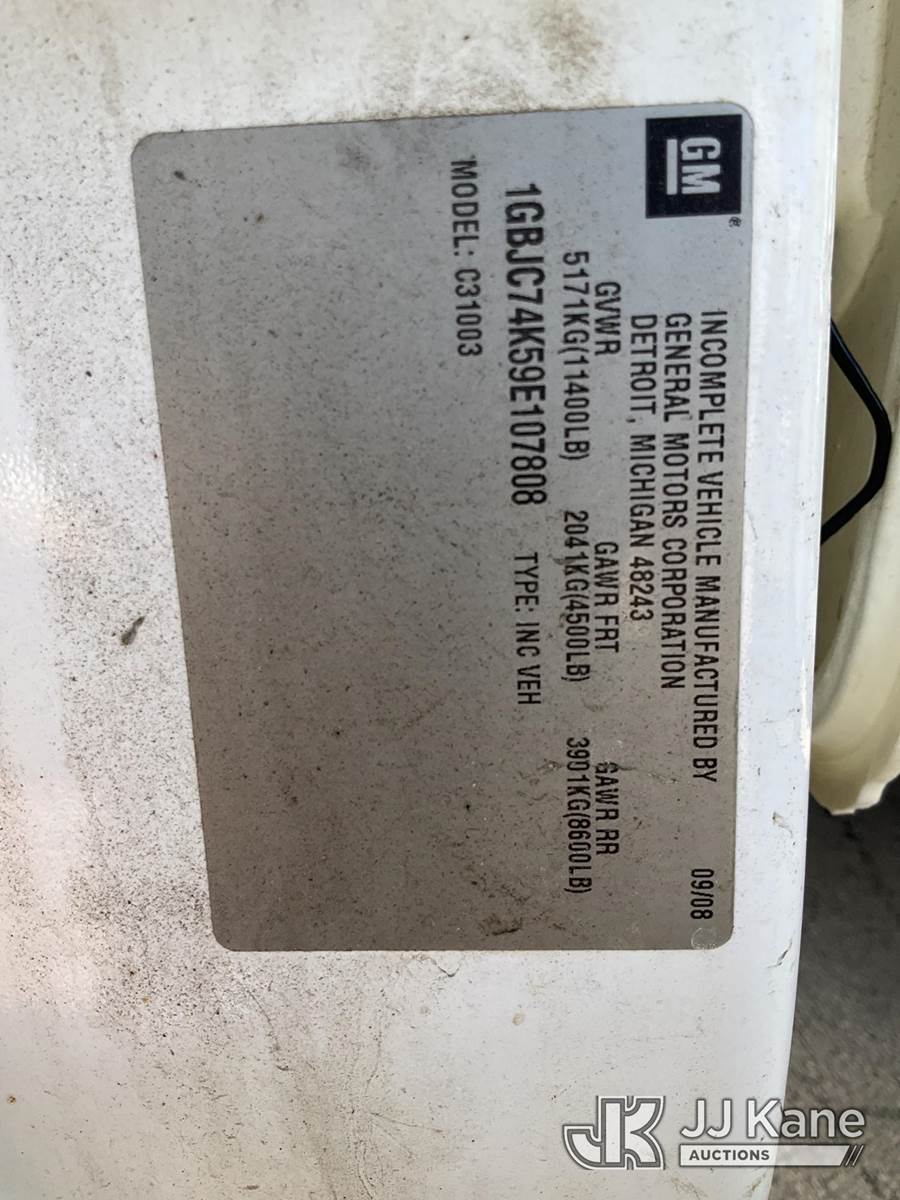 GM®
INCOMPLETE VEHICLE MANUFACTURED BY 09/08
GENERAL MOTORS CORPORATION
DETROIT, MICHIGAN 48243
GVWR GAWR FRT GAWR RR
5171KG(11400LB) 2041KG(4500LB) 3901KG(8600LB)
1GBJC74K59E107808 TYPE: INC VEH
MODEL: C31003
JK JJ Kane
AUCTIONS